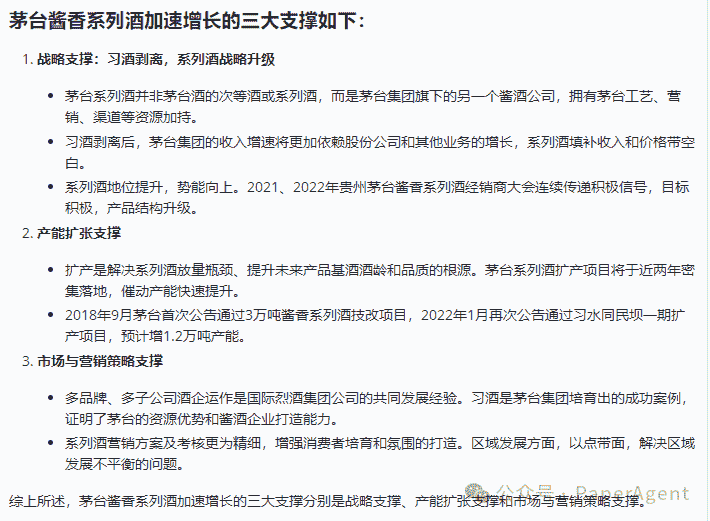 茅台酱香系列酒加速增长的三大支撑如下：
1. 战略支撑：习酒剥离，系列酒战略升级
• 茅台系列酒并非茅台酒的次等酒或系列酒，而是茅台集团旗下的另一个酱酒公司，拥有茅台工艺、营
销、渠道等资源加持。
• 习酒剥离后，茅台集团的收入增速将更加依赖股份公司和其他业务的增长，系列酒填补收入和价格带空
白。
• 系列酒地位提升，势能向上。2021、2022年贵州茅台酱香系列酒经销商大会连续传递积极信号，目标
积极，产品结构升级。
2. 产能扩张支撑
• 扩产是解决系列酒放量瓶颈、提升未来产品基酒酒龄和品质的根源。茅台系列酒扩产项目将于近两年密
集落地，催动产能快速提升。
• 2018年9月茅台首次公告通过3万吨酱香系列酒技改项目，2022年1月再次公告通过习水同民坝一期扩
产项目，预计增1.2万吨产能。
3. 市场与营销策略支撑
• 多品牌、多子公司酒企运作是国际烈酒集团公司的共同发展经验。习酒是茅台集团培育出的成功案例，
证明了茅台的资源优势和酱酒企业打造能力。
• 系列酒营销方案及考核更为精细，增强消费者培育和氛围的打造。区域发展方面，以点带面，解决区域
发展不平衡的问题。
公众号 · PaperAgent
综上所述，茅台酱香系列酒加速增长的三大支撑分别是战略支撑、产能扩张支撑和市场与营销策略支撑。